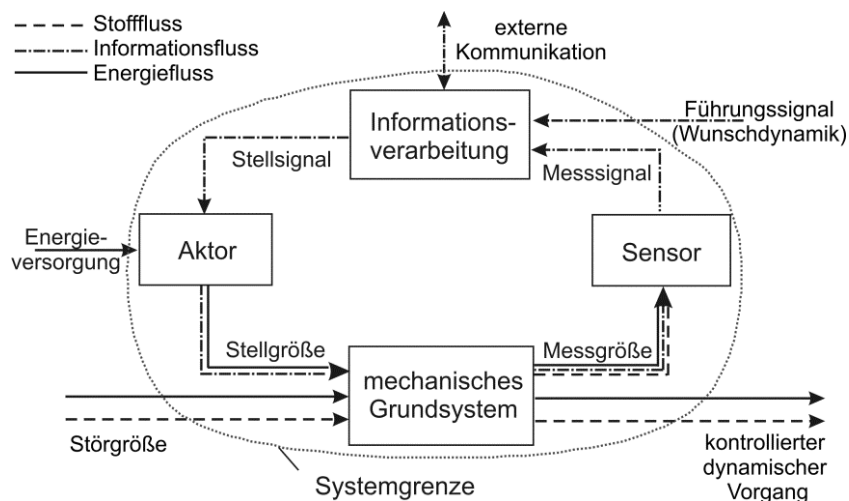 Stofffluss
Informationsfluss
Energiefluss
externe
Kommunikation
Informations-
verarbeitung
Führungssignal
(Wunschdynamik)
Stellsignal
Messsignal
Energie-
versorgung
Aktor
Sensor
Stellgröße
Messgröße
mechanisches
Grundsystem
Störgröße
kontrollierter
dynamischer
Vorgang
Systemgrenze